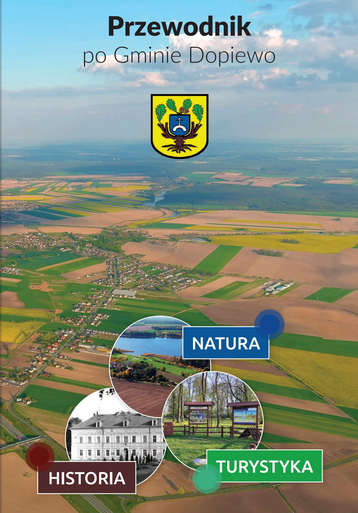 Przewodnik
po Gminie Dopiewo
NATURA
TURYSTYKA
HISTORIA